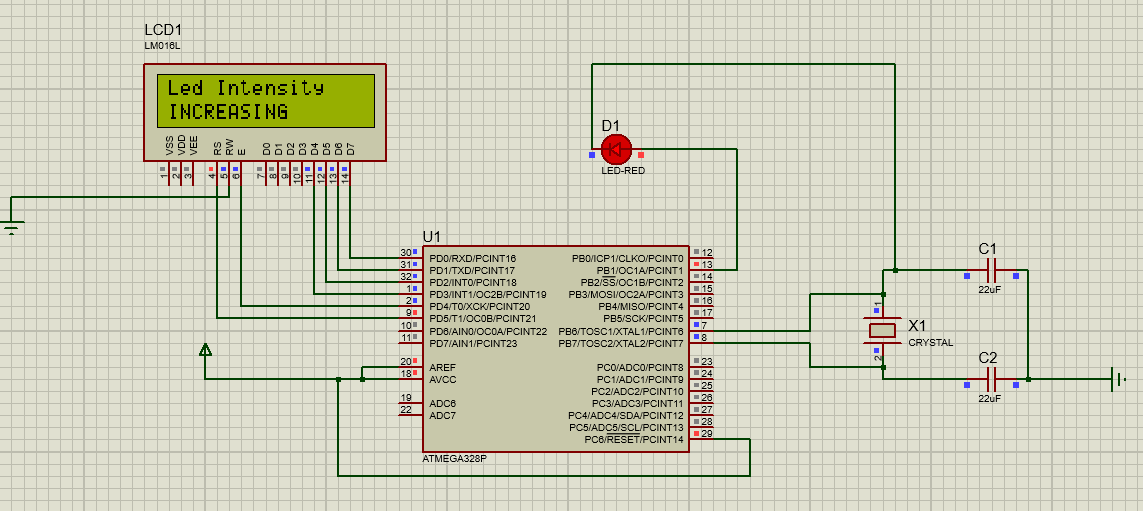 LCD1
LM016L
Led Intensity
INCREASING
VSS VDD VEE RS RW E D0 D1 D2 D3 D4 D5 D6 D7
1 2 3 4 5 6 7 8 9 10 11 12 13 14
D1
LED-RED
U1
30 PD0/RXD/PCINT16 PB0/ICP1/CLKO/PCINT0 12
31 PD1/TXD/PCINT17 PB1/OC1A/PCINT1 13
32 PD2/INT0/PCINT18 PB2/SS/OC1B/PCINT2 14
1 PD3/INT1/OC2B/PCINT19 PB3/MOSI/OC2A/PCINT3 15
2 PD4/T0/XCK/PCINT20 PB4/MISO/PCINT4 16
9 PD5/T1/OC0B/PCINT21 PB5/SCK/PCINT5 17
10 PD6/AIN0/OC0A/PCINT22 PB6/TOSC1/XTAL1/PCINT6 7
11 PD7/AIN1/PCINT23 PB7/TOSC2/XTAL2/PCINT7 8
20 AREF PC0/ADC0/PCINT8 23
18 AVCC PC1/ADC1/PCINT9 24
PC2/ADC2/PCINT10 25
19 ADC6 PC3/ADC3/PCINT11 26
22 ADC7 PC4/ADC4/SDA/PCINT12 27
PC5/ADC5/SCL/PCINT13 28
PC6/RESET/PCINT14 29
ATMEGA328P
C1
22uF
1
X1
CRYSTAL
2
C2
22uF